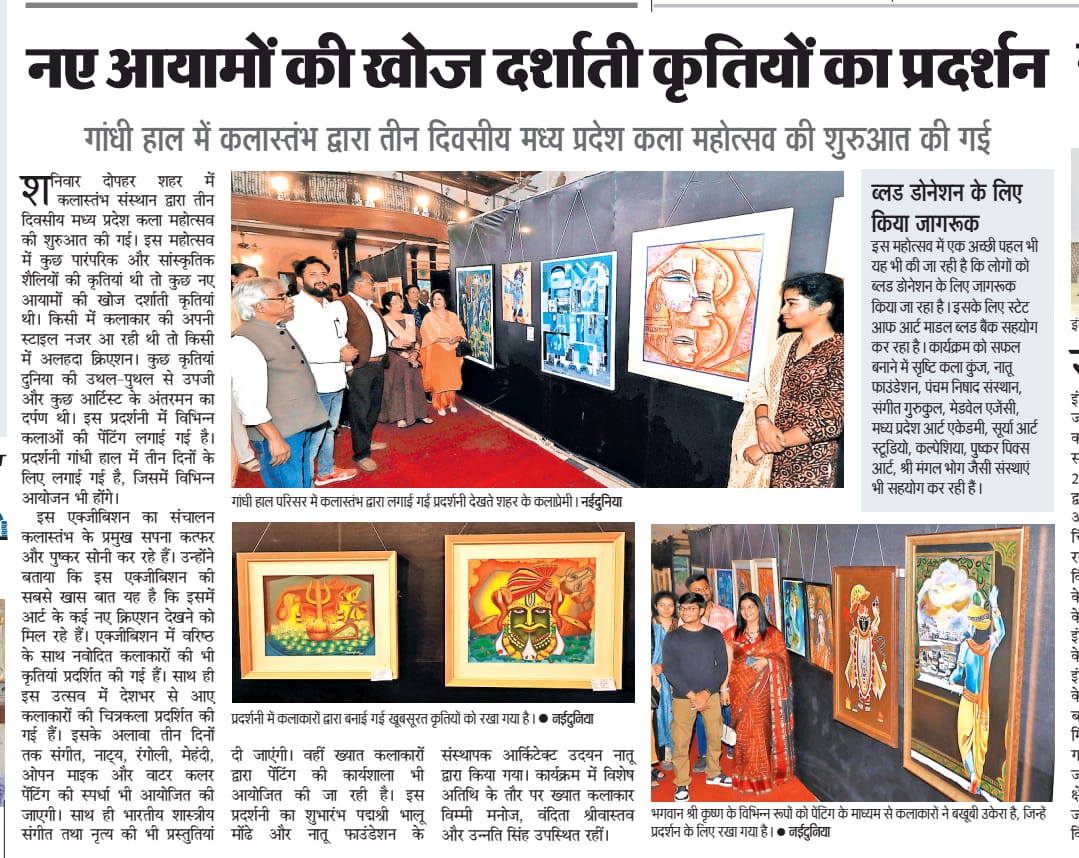 नए आयामों की खोज दर्शाती कृतियों का प्रदर्शन
गांधी हाल में कलास्तंभ द्वारा तीन दिवसीय मध्य प्रदेश कला महोत्सव की शुरुआत की गई
शनिवार दोपहर शहर में
कलास्तंभ संस्थान द्वारा तीन
दिवसीय मध्य प्रदेश कला महोत्सव
की शुरुआत की गई। इस महोत्सव
में कुछ पारंपरिक और सांस्कृतिक
शैलियों की कृतियां थी तो कुछ नए
आयामों की खोज दर्शाती कृतियां
थी। किसी में कलाकार की अपनी
स्टाइल नजर आ रही थी तो किसी
में अलहदा क्रिएशन। कुछ कृतियां
दुनिया की उथल-पुथल से उपजी
और कुछ आर्टिस्ट के अंतरमन का
दर्पण थी। इस प्रदर्शनी में विभिन्न
कलाओं की पेंटिंग लगाई गई है।
प्रदर्शनी गांधी हाल में तीन दिनों के
लिए लगाई गई है, जिसमें विभिन्न
आयोजन भी होंगे।
इस एक्जीबिशन का संचालन
कलास्तंभ के प्रमुख सपना कत्फर
और पुष्कर सोनी कर रहे हैं। उन्होंने
बताया कि इस एक्जीबिशन की
सबसे खास बात यह है कि इसमें
आर्ट के कई नए क्रिएशन देखने को
मिल रहे हैं। एक्जीबिशन में वरिष्ठ
के साथ नवोदित कलाकारों की भी
कृतियां प्रदर्शित की गई हैं। साथ ही
इस उत्सव में देशभर से आए
कलाकारों की चित्रकला प्रदर्शित की
गई हैं। इसके अलावा तीन दिनों
तक संगीत, नाट्य, रंगोली, मेहंदी,
ओपन माइक और वाटर कलर
पेंटिंग की स्पर्धा भी आयोजित की
जाएगी। साथ ही भारतीय शास्त्रीय
संगीत तथा नृत्य की भी प्रस्तुतियां
दी जाएंगी। वहीं ख्यात कलाकारों
द्वारा पेंटिंग की कार्यशाला भी
आयोजित की जा रही है। इस
प्रदर्शनी का शुभारंभ पद्मश्री भालू
मोंढे और नातू फाउंडेशन के
संस्थापक आर्किटेक्ट उदयन नातू
द्वारा किया गया। कार्यक्रम में विशेष
अतिथि के तौर पर ख्यात कलाकार
विम्मी मनोज, वंदिता श्रीवास्तव
और उन्नति सिंह उपस्थित रहीं।
गांधी हाल परिसर में कलास्तंभ द्वारा लगाई गई प्रदर्शनी देखते शहर के कलाप्रेमी। नईदुनिया
प्रदर्शनी में कलाकारों द्वारा बनाई गई खूबसूरत कृतियों को रखा गया है। ● नईदुनिया
ब्लड डोनेशन के लिए
किया जागरूक
इस महोत्सव में एक अच्छी पहल भी
यह भी की जा रही है कि लोगों को
ब्लड डोनेशन के लिए जागरूक
किया जा रहा है। इसके लिए स्टेट
आफ आर्ट माडल ब्लड बैंक सहयोग
कर रहा है। कार्यक्रम को सफल
बनाने में सृष्टि कला कुंज, नातू
फाउंडेशन, पंचम निषाद संस्थान,
संगीत गुरुकुल, मेडवेल एजेंसी,
मध्य प्रदेश आर्ट एकेडमी, सूर्या आर्ट
स्टूडियो, कल्पेशिया, पुष्कर पिक्स
आर्ट, श्री मंगल भोग जैसी संस्थाएं
भी सहयोग कर रही हैं।
भगवान श्री कृष्ण के विभिन्न रूपों को पेंटिंग के माध्यम से कलाकारों ने बखूबी उकेरा है, जिन्हें
प्रदर्शन के लिए रखा गया है। ● नईदुनिया